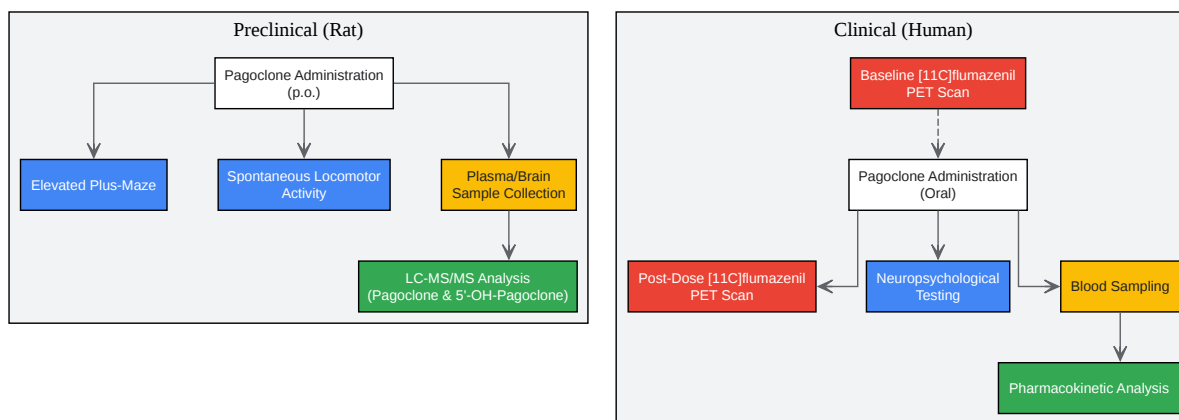 Preclinical (Rat)
Pagoclone Administration
(p.o.)
Elevated Plus-Maze
Spontaneous Locomotor
Activity
Plasma/Brain
Sample Collection
LC-MS/MS Analysis
(Pagoclone & 5'-OH-Pagoclone)
Clinical (Human)
Baseline [11C]flumazenil
PET Scan
Pagoclone Administration
(Oral)
Post-Dose [11C]flumazenil
PET Scan
Neuropsychological
Testing
Blood Sampling
Pharmacokinetic Analysis